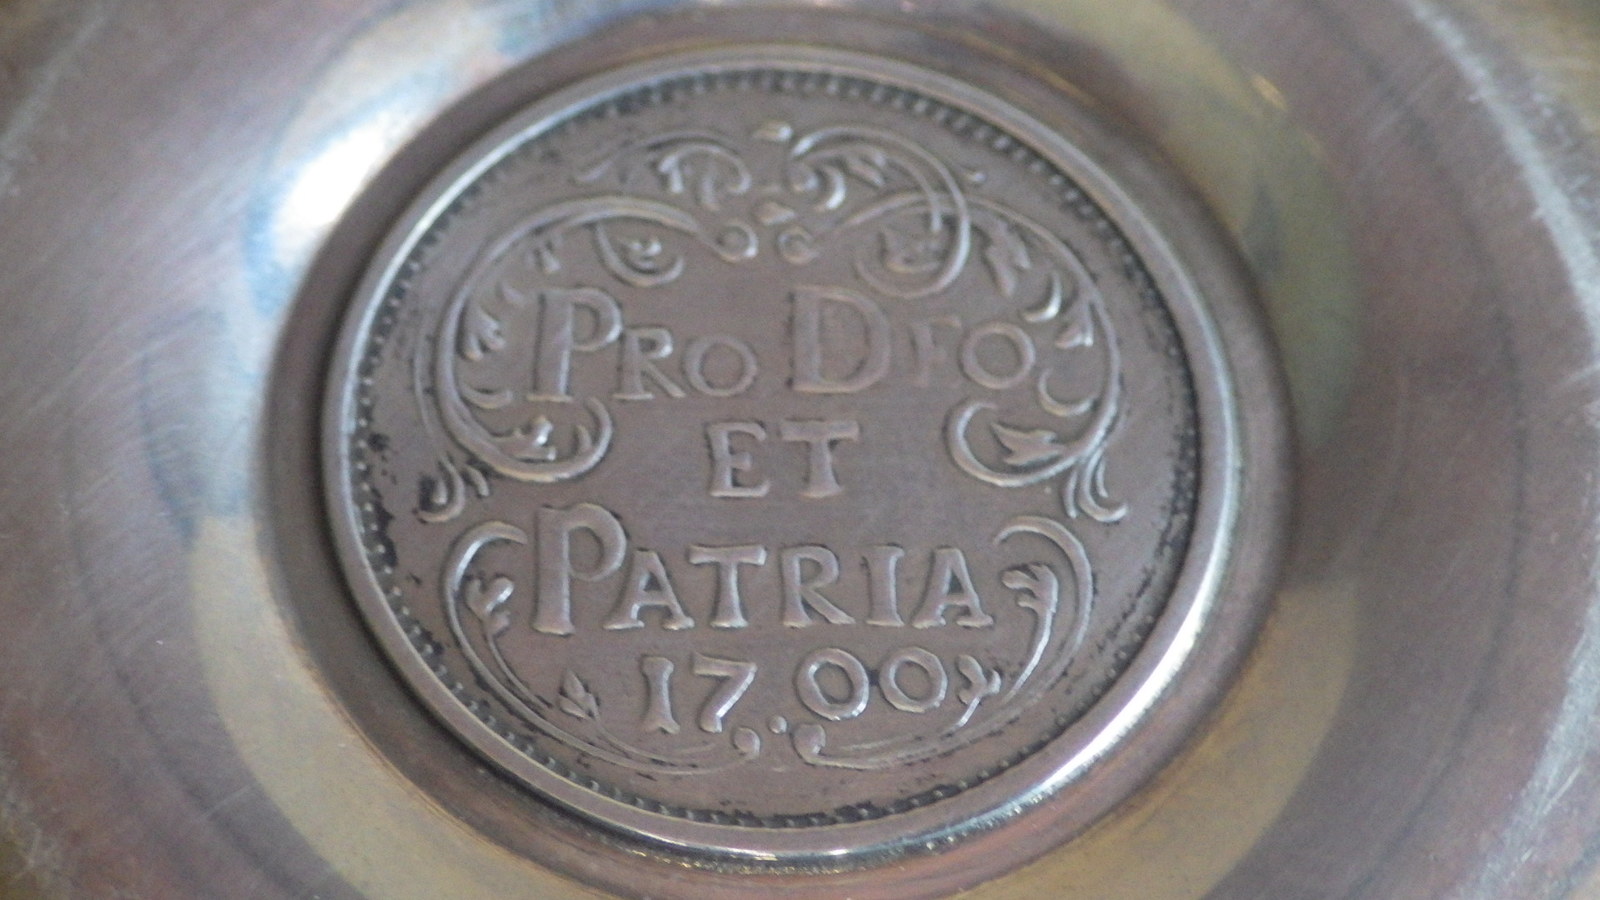 PRO DEO
ET
PATRIA
17.00